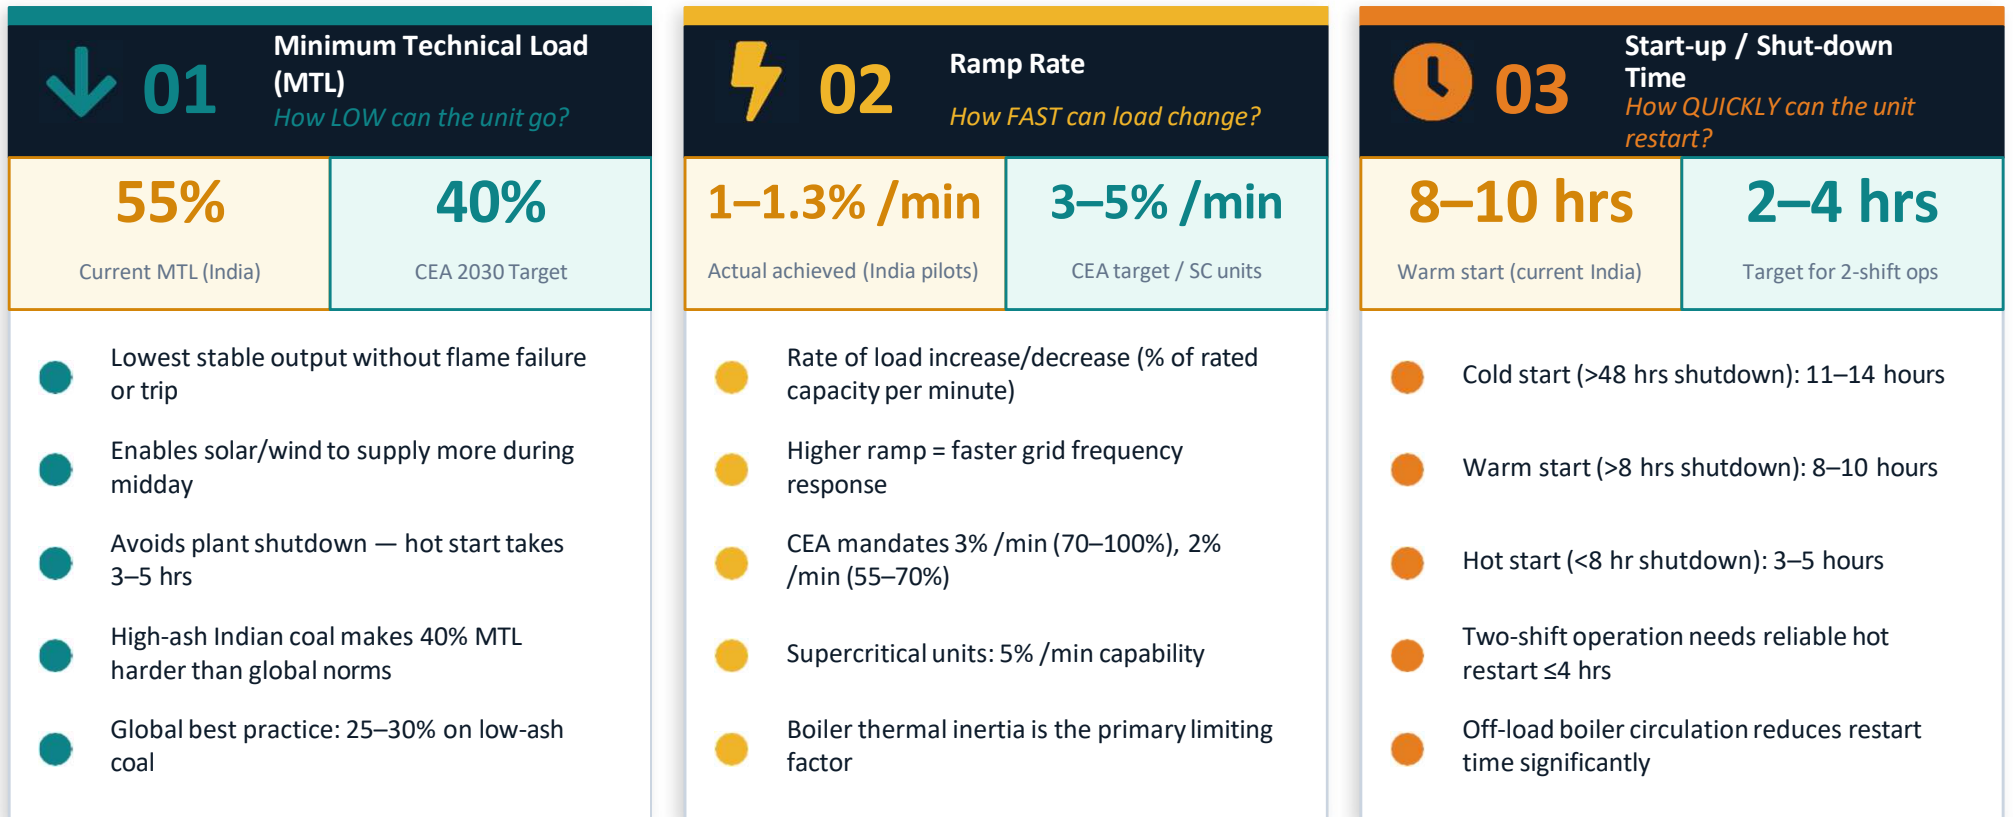 01
Minimum Technical Load
(MTL)
How LOW can the unit go?
55%
Current MTL (India)
40%
CEA 2030 Target
Lowest stable output without flame failure
or trip
Enables solar/wind to supply more during
midday
Avoids plant shutdown — hot start takes
3–5 hrs
High-ash Indian coal makes 40% MTL
harder than global norms
Global best practice: 25–30% on low-ash
coal
02
Ramp Rate
How FAST can load change?
1–1.3% /min
Actual achieved (India pilots)
3–5% /min
CEA target / SC units
Rate of load increase/decrease (% of rated
capacity per minute)
Higher ramp = faster grid frequency
response
CEA mandates 3% /min (70–100%), 2%
/min (55–70%)
Supercritical units: 5% /min capability
Boiler thermal inertia is the primary limiting
factor
03
Start-up / Shut-down
Time
How QUICKLY can the unit
restart?
8–10 hrs
Warm start (current India)
2–4 hrs
Target for 2-shift ops
Cold start (>48 hrs shutdown): 11–14 hours
Warm start (>8 hrs shutdown): 8–10 hours
Hot start (<8 hr shutdown): 3–5 hours
Two-shift operation needs reliable hot
restart ≤4 hrs
Off-load boiler circulation reduces restart
time significantly